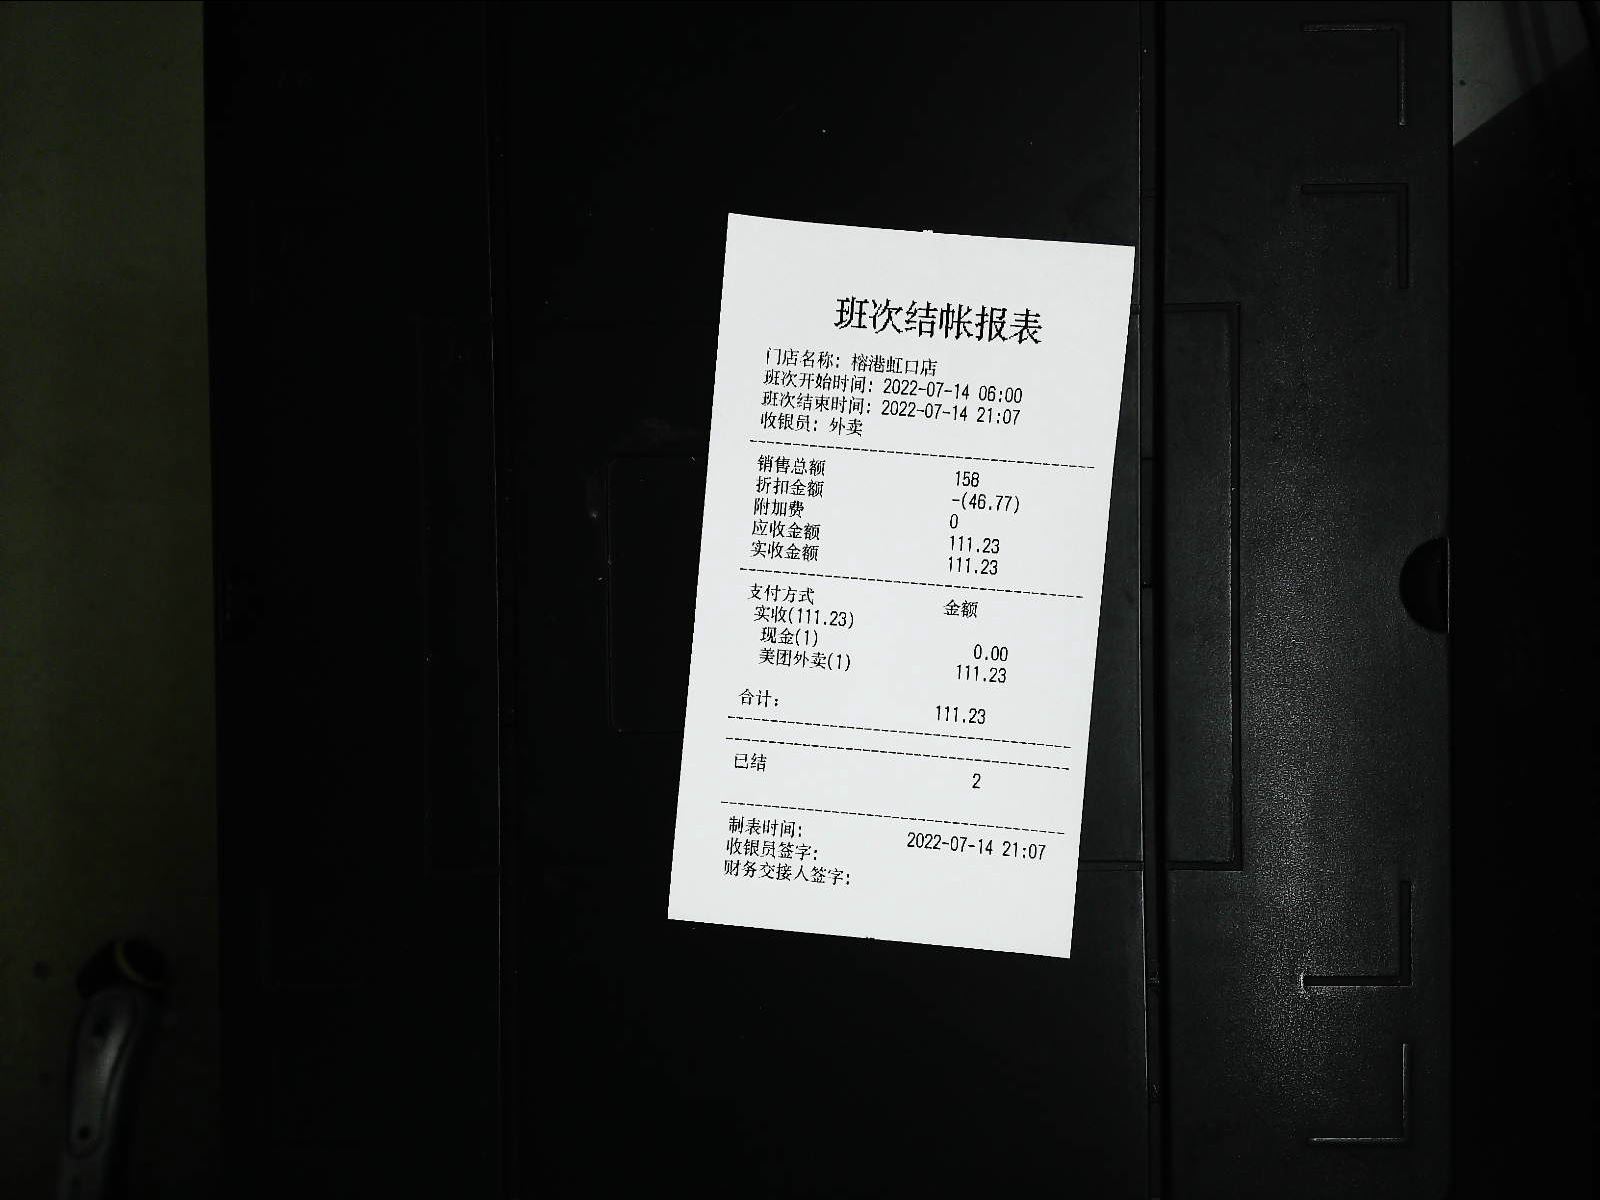 班次结帐报表
门店名称: 榕港虹口店
班次开始时间: 2022-07-14 06:00
班次结束时间: 2022-07-14 21:07
收银员: 外卖
销售总额 158
折扣金额 -(46.77)
附加费 0
应收金额 111.23
实收金额 111.23
支付方式 金额
实收(111.23)
现金(1) 0.00
美团外卖(1) 111.23
合计: 111.23
已结 2
制表时间: 2022-07-14 21:07
收银员签字:
财务交接人签字: